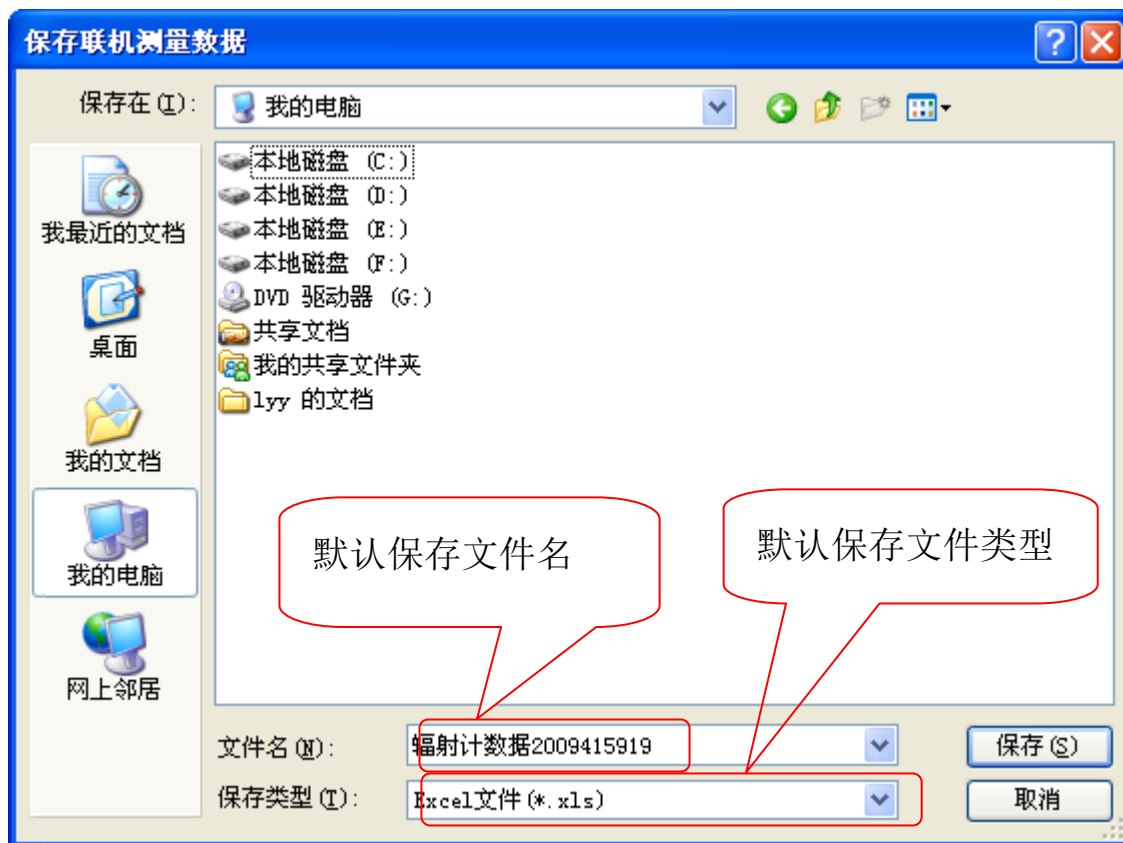 保存联机测量数据
保存在(I):
我的电脑
我最近的文档
桌面
我的文档
我的电脑
网上邻居
本地磁盘 (C:)
本地磁盘 (D:)
本地磁盘 (E:)
本地磁盘 (F:)
DVD 驱动器 (G:)
共享文档
我的共享文件夹
lyy 的文档
默认保存文件名
默认保存文件类型
文件名(N):
辐射计数据2009415919
保存(S)
保存类型(T):
Excel文件(*.xls)
取消